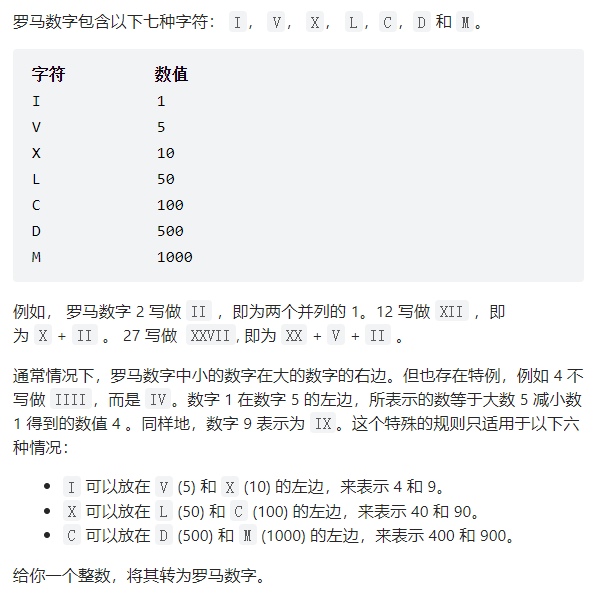 罗马数字包含以下七种字符： I， V， X， L，C，D 和 M。
字符 数值
I 1
V 5
X 10
L 50
C 100
D 500
M 1000
例如， 罗马数字 2 写做 II ，即为两个并列的 1。12 写做 XII ，即
为 X + II 。 27 写做 XXVII, 即为 XX + V + II 。
通常情况下，罗马数字中小的数字在大的数字的右边。但也存在特例，例如 4 不
写做 IIII，而是 IV。数字 1 在数字 5 的左边，所表示的数等于大数 5 减小数
1 得到的数值 4 。同样地，数字 9 表示为 IX。这个特殊的规则只适用于以下六
种情况：
• I 可以放在 V (5) 和 X (10) 的左边，来表示 4 和 9。
• X 可以放在 L (50) 和 C (100) 的左边，来表示 40 和 90。
• C 可以放在 D (500) 和 M (1000) 的左边，来表示 400 和 900。
给你一个整数，将其转为罗马数字。